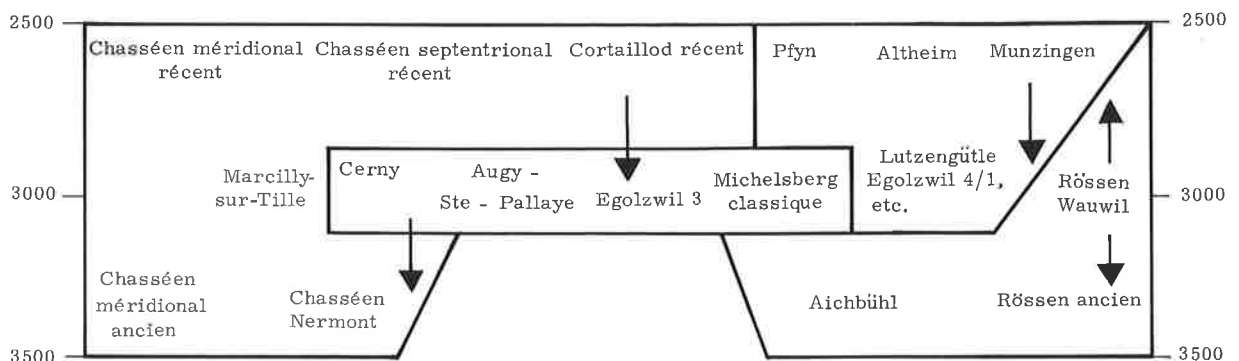 2500
2500
Chasséen méridional
récent
Chasséen septentrional
récent
Cortaillod récent
Pfyn
Altheim
Munzingen
Marcilly-
sur-Tille
Cerny
Augy -
Ste - Pallaye
Egolzwil 3
Michelsberg
classique
Lutzengütle
Egolzwil 4/1,
etc.
Rössen
Wauwil
3000
3000
Chasséen
méridional
ancien
Chasséen
Nermont
Aichbühl
Rössen ancien
3500
3500